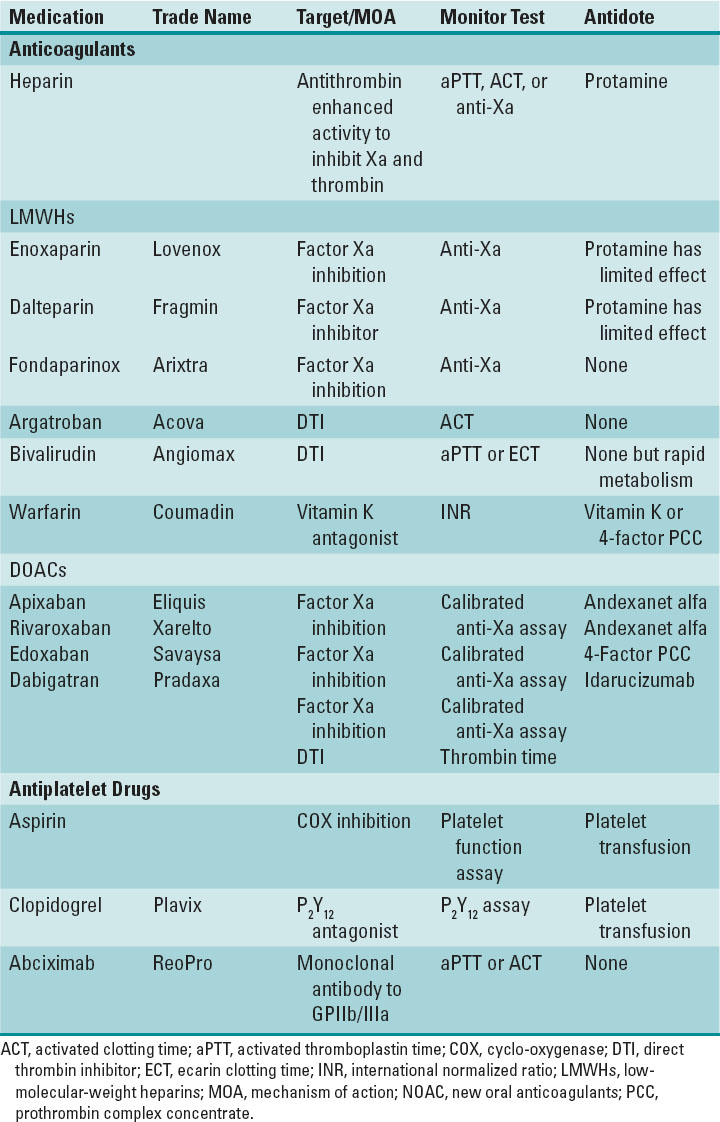 Medication Trade Name Target/MOA Monitor Test Antidote
Anticoagulants
Heparin Antithrombin aPTT, ACT, or Protamine
enhanced anti-Xa
activity to
inhibit Xa and
thrombin
LMWHs
Enoxaparin Lovenox Factor Xa Anti-Xa Protamine has
inhibition limited effect
Dalteparin Fragmin Factor Xa Anti-Xa Protamine has
inhibitor limited effect
Fondaparinox Arixtra Factor Xa Anti-Xa None
inhibition
Argatroban Acova DTI ACT None
Bivalirudin Angiomax DTI aPTT or ECT None but rapid
metabolism
Warfarin Coumadin Vitamin K INR Vitamin K or
antagonist 4-factor PCC
DOACs
Apixaban Eliquis Factor Xa Calibrated Andexanet alfa
Rivaroxaban Xarelto inhibition anti-Xa assay Andexanet alfa
Edoxaban Savaysa Factor Xa Calibrated 4-Factor PCC
Dabigatran Pradaxa inhibition anti-Xa assay Idarucizumab
Factor Xa Calibrated
inhibition anti-Xa assay
DTI Thrombin time
Antiplatelet Drugs
Aspirin COX inhibition Platelet Platelet
function transfusion
assay
Clopidogrel Plavix P2Y12 P2Y12 assay Platelet
antagonist transfusion
Abciximab ReoPro Monoclonal aPTT or ACT None
antibody to
GPIIb/IIIa
ACT, activated clotting time; aPTT, activated thromboplastin time; COX, cyclo-oxygenase; DTI, direct
thrombin inhibitor; ECT, ecarin clotting time; INR, international normalized ratio; LMWHs, low-
molecular-weight heparins; MOA, mechanism of action; NOAC, new oral anticoagulants; PCC,
prothrombin complex concentrate.